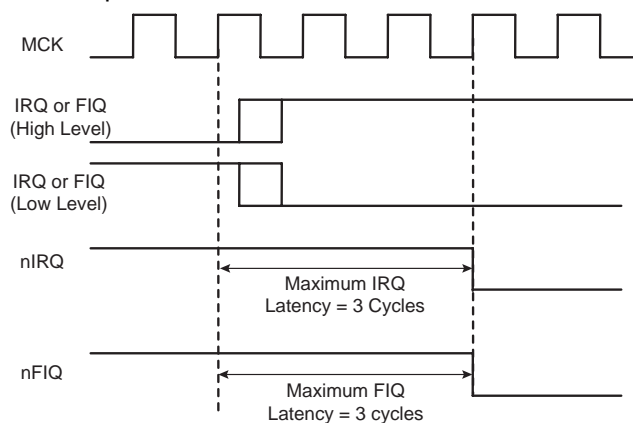 MCK
IRQ or FIQ
(High Level)
IRQ or FIQ
(Low Level)
nIRQ
Maximum IRQ
Latency = 3 Cycles
nFIQ
Maximum FIQ
Latency = 3 cycles